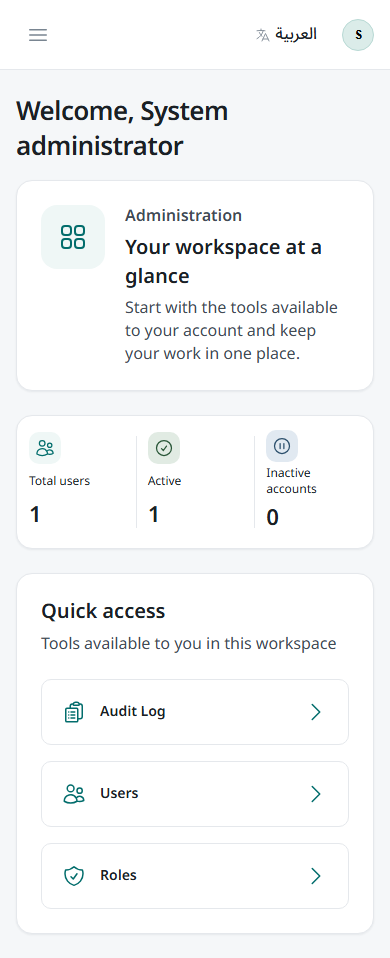 العربية
S
Welcome, System
administrator
Administration
Your workspace at a
glance
Start with the tools available
to your account and keep
your work in one place.
Total users
1
Active
1
Inactive
accounts
0
Quick access
Tools available to you in this workspace
Audit Log
Users
Roles